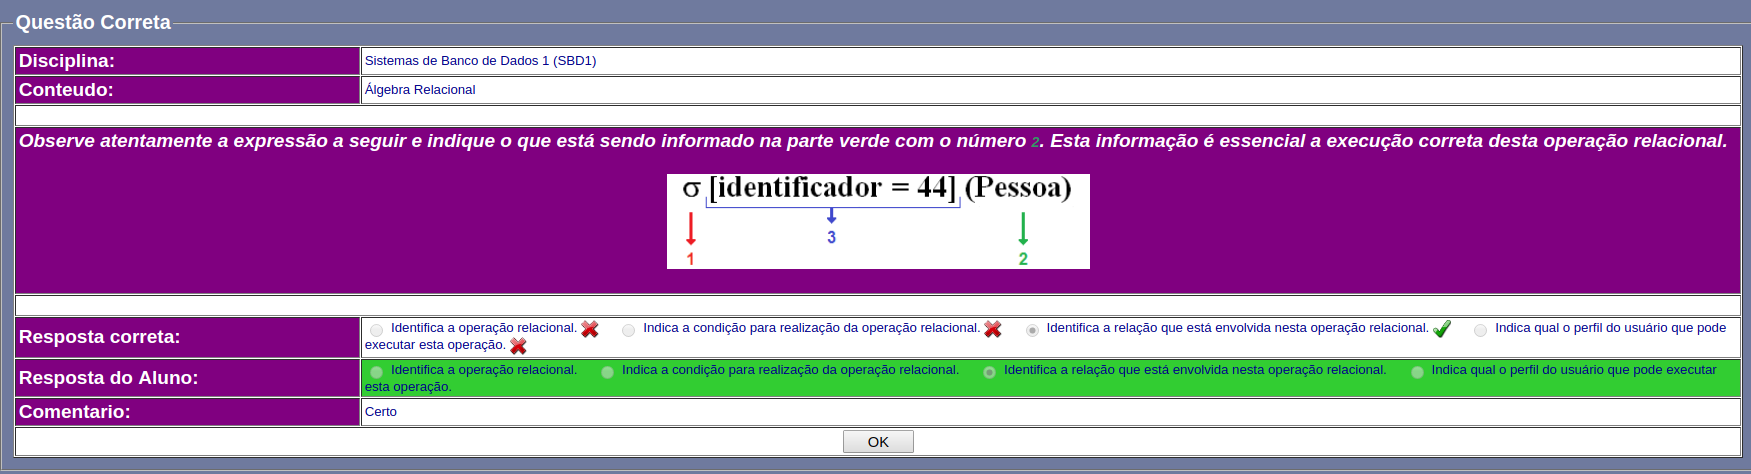 Questão Correta
Disciplina: Sistemas de Banco de Dados 1 (SBD1)
Conteudo: Álgebra Relacional
Observe atentamente a expressão a seguir e indique o que está sendo informado na parte verde com o número 2. Esta informação é essencial a execução correta desta operação relacional.
σ [identificador = 44] (Pessoa)
3
1 2
Resposta correta: Identifica a operação relacional. Indica a condição para realização da operação relacional. Identifica a relação que está envolvida nesta operação relacional. Indica qual o perfil do usuário que pode
executar esta operação.
Resposta do Aluno: Identifica a operação relacional. Indica a condição para realização da operação relacional. Identifica a relação que está envolvida nesta operação relacional. Indica qual o perfil do usuário que pode executar
esta operação.
Comentario: Certo
OK